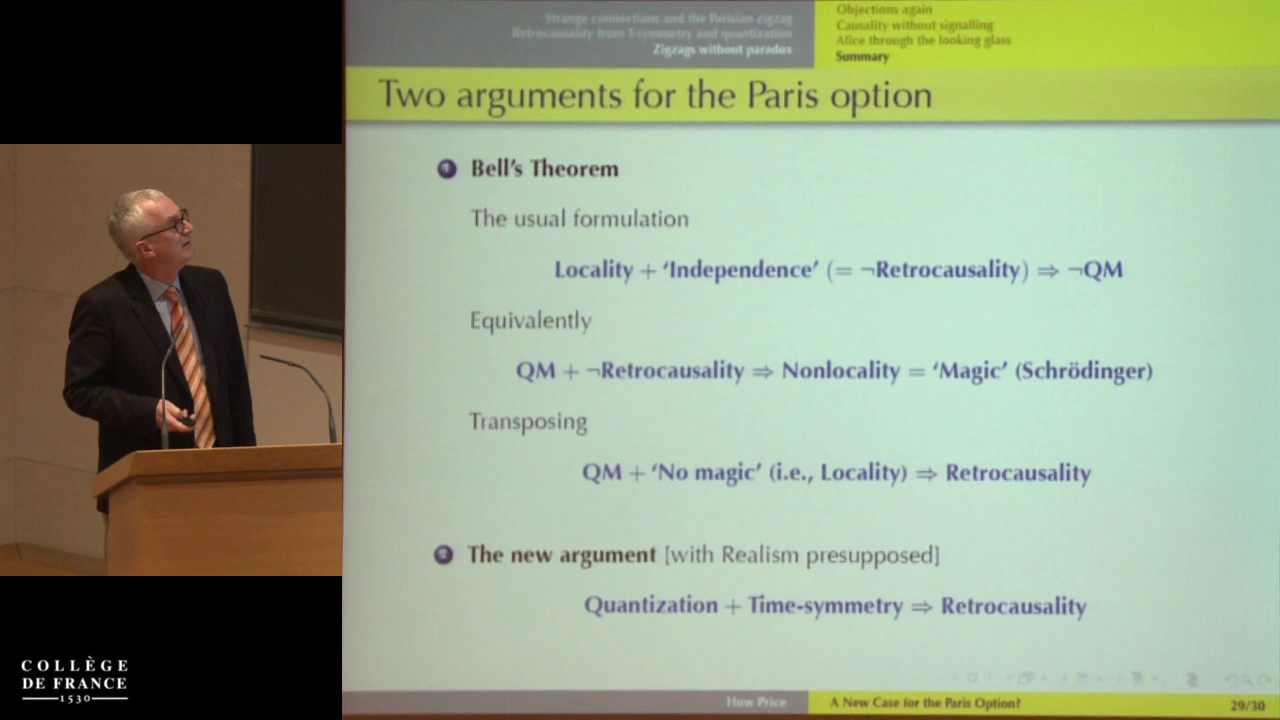 Strange connections and the Parisian zigzag
Retrocausality from T-symmetry and quantization
Zigzags without paradox
Objections again
Causality without signalling
Alice through the looking glass
Summary
Two arguments for the Paris option
1 Bell's Theorem
The usual formulation
Locality + 'Independence' (= ¬Retrocausality) ⇒ ¬QM
Equivalently
QM + ¬Retrocausality ⇒ Nonlocality = 'Magic' (Schrödinger)
Transposing
QM + 'No magic' (i.e., Locality) ⇒ Retrocausality
2 The new argument [with Realism presupposed]
Quantization + Time-symmetry ⇒ Retrocausality
Huw Price
A New Case for the Paris Option?
29/30
COLLÈGE
DE FRANCE
1530